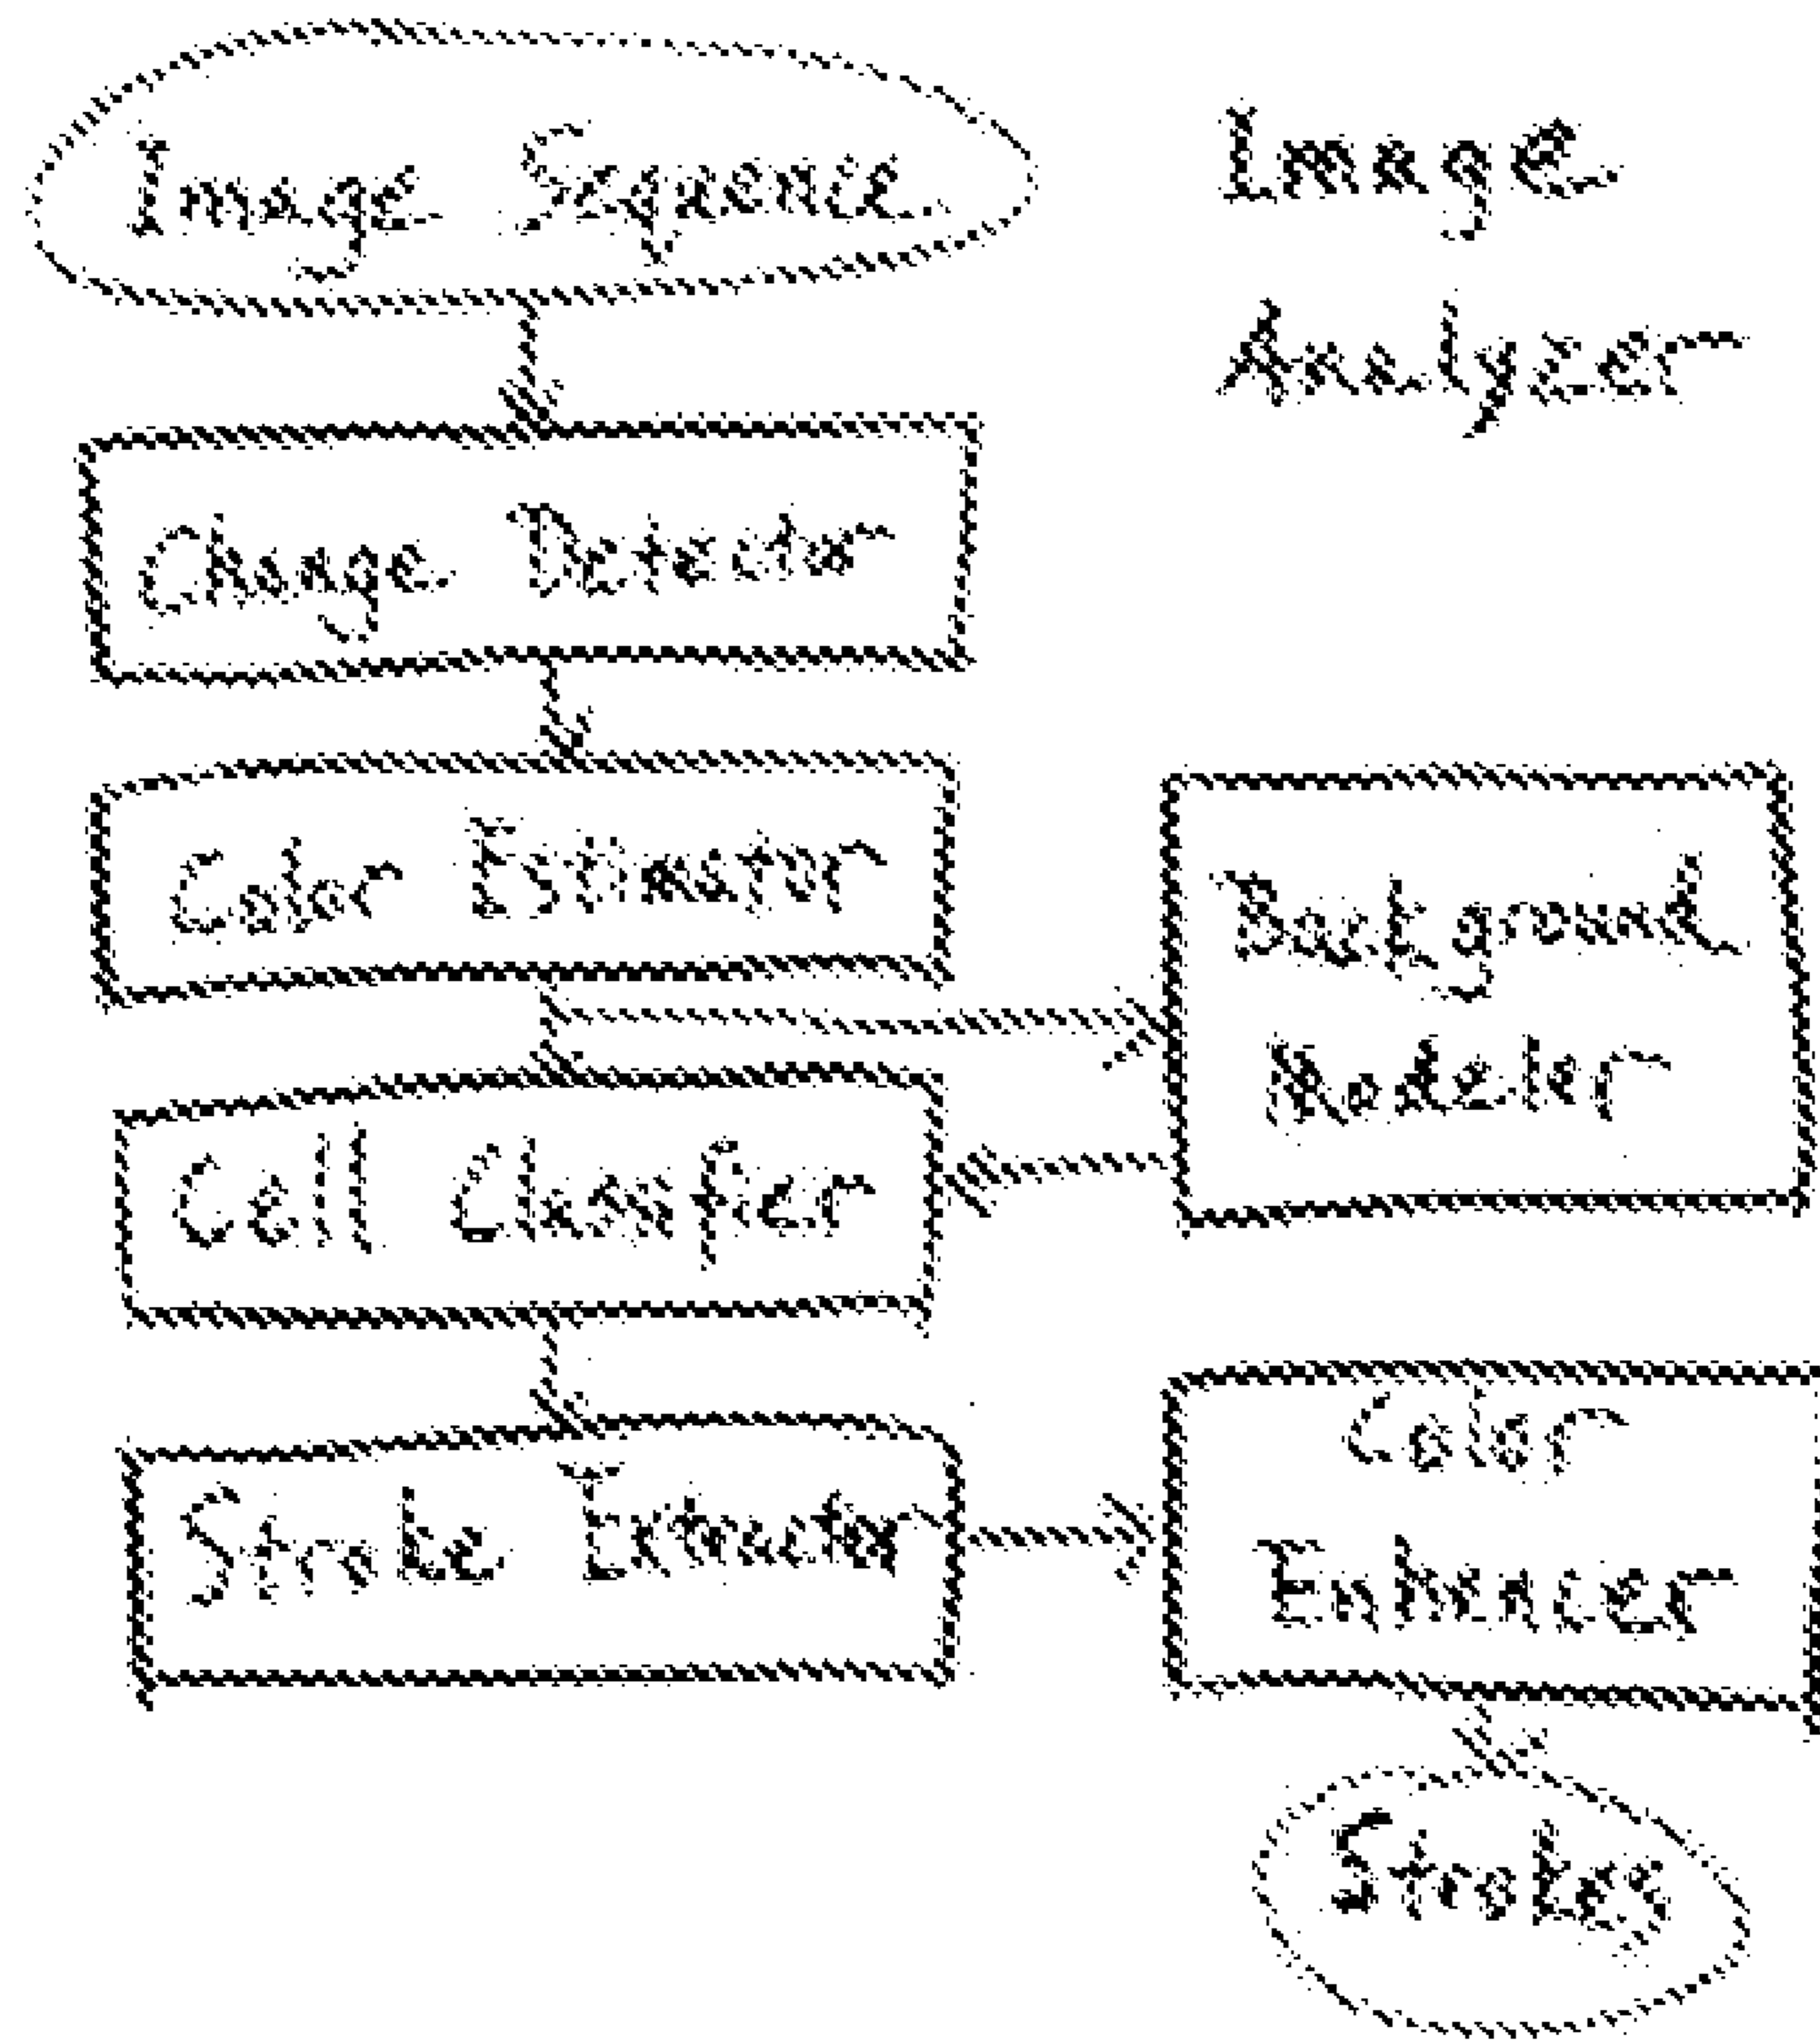 Image Sequence
Image
Analyzer
Change Detector
Color Estimator
Background
Modeler
Cell Classifier
Stroke Extractor
Color
Enhancer
Strokes